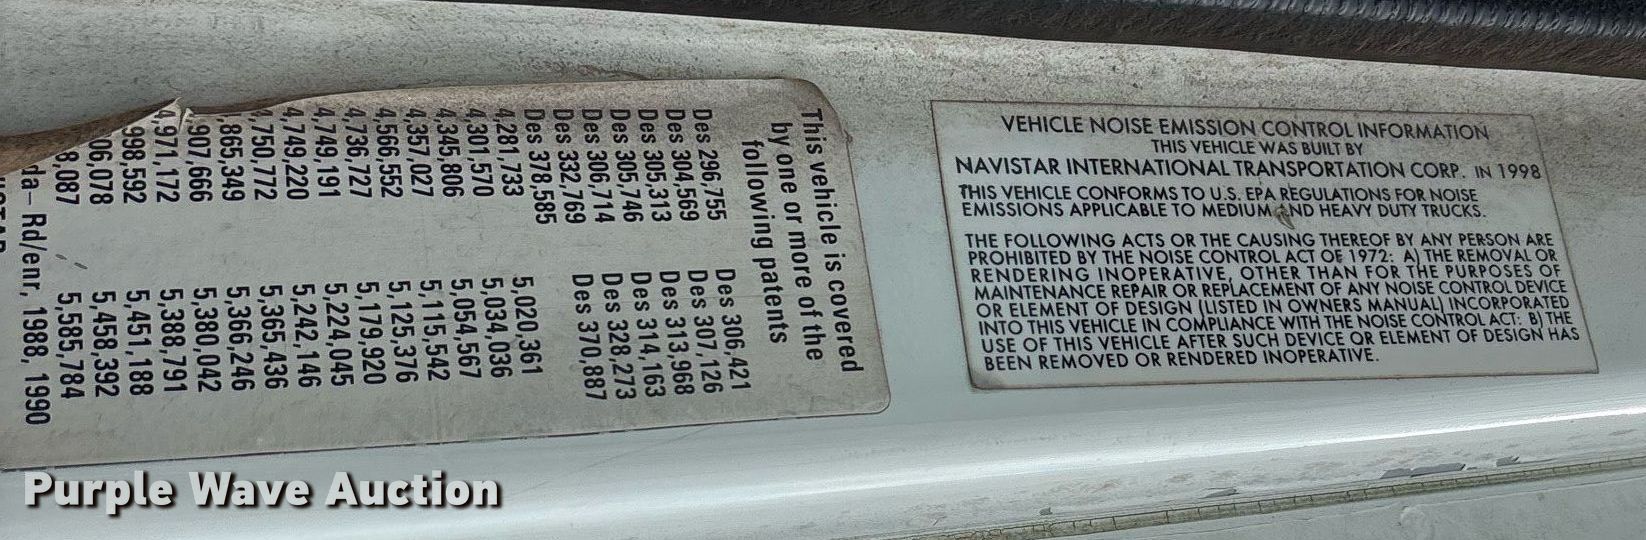 This vehicle is covered
by one or more of the
following patents
Des 296,755 Des 306,421
Des 304,569 Des 307,126
Des 305,313 Des 313,968
Des 305,746 Des 314,163
Des 306,714 Des 328,273
Des 332,769 Des 370,887
Des 378,585
4,281,733 5,020,361
4,301,570 5,034,036
4,345,806 5,054,567
4,357,027 5,115,542
4,566,552 5,125,376
4,736,727 5,179,920
4,749,191 5,224,045
4,749,220 5,242,146
,750,772 5,365,436
,865,349 5,366,246
,907,666 5,380,042
4,971,172 5,388,791
,998,592 5,451,188
06,078 5,458,392
8,087 5,585,784
da – Rd/enr, 1988, 1990
VEHICLE NOISE EMISSION CONTROL INFORMATION
THIS VEHICLE WAS BUILT BY
NAVISTAR INTERNATIONAL TRANSPORTATION CORP. IN 1998
THIS VEHICLE CONFORMS TO U.S. EPA REGULATIONS FOR NOISE
EMISSIONS APPLICABLE TO MEDIUM AND HEAVY DUTY TRUCKS.
THE FOLLOWING ACTS OR THE CAUSING THEREOF BY ANY PERSON ARE
PROHIBITED BY THE NOISE CONTROL ACT OF 1972: A) THE REMOVAL OR
RENDERING INOPERATIVE, OTHER THAN FOR THE PURPOSES OF
MAINTENANCE REPAIR OR REPLACEMENT OF ANY NOISE CONTROL DEVICE
OR ELEMENT OF DESIGN (LISTED IN OWNERS MANUAL) INCORPORATED
INTO THIS VEHICLE IN COMPLIANCE WITH THE NOISE CONTROL ACT: B) THE
USE OF THIS VEHICLE AFTER SUCH DEVICE OR ELEMENT OF DESIGN HAS
BEEN REMOVED OR RENDERED INOPERATIVE.
Purple Wave Auction